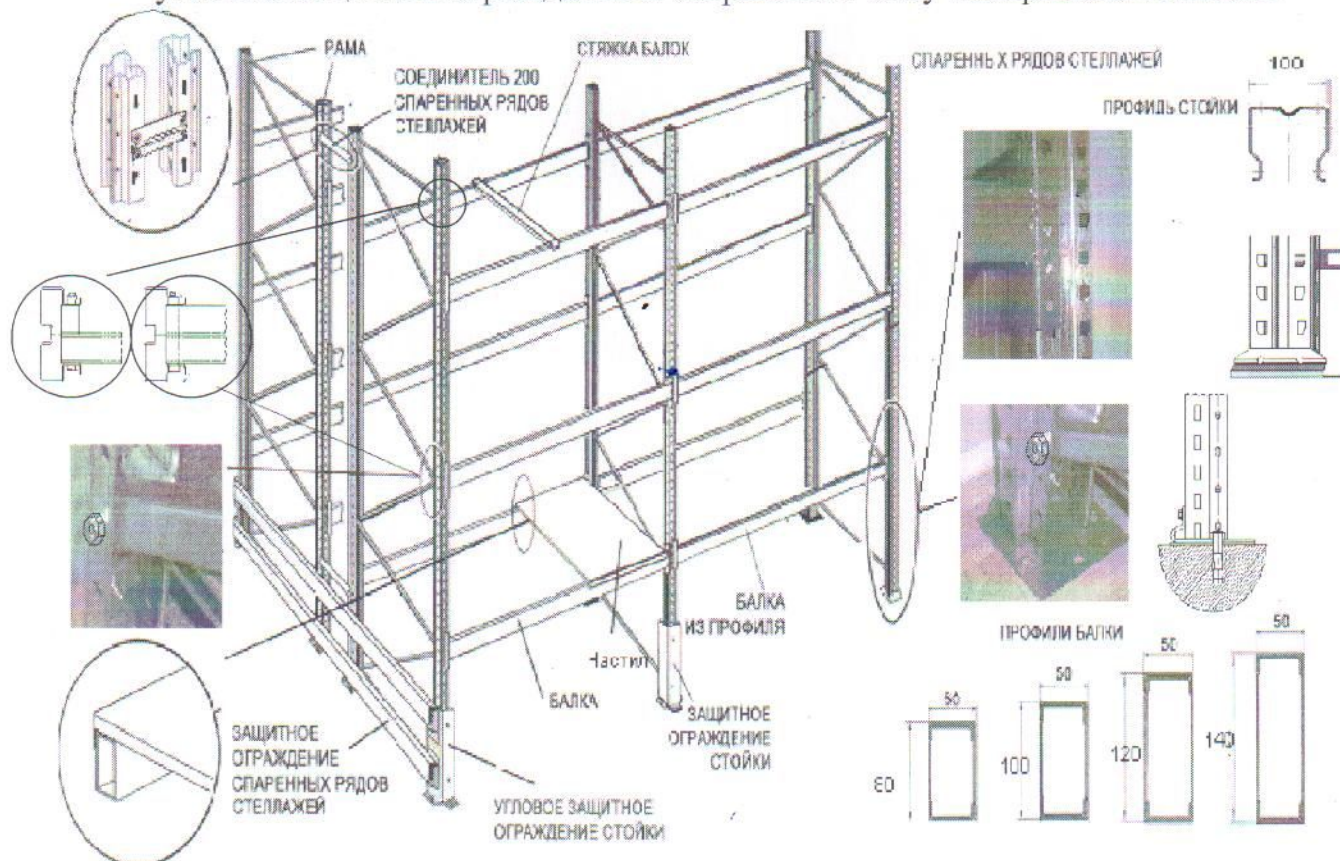 РАМА
СТЯЖКА БАЛОК
СОЕДИНИТЕЛЬ 200
СПАРЕННЫХ РЯДОВ
СТЕЛЛАЖЕЙ
СПАРЕННЫХ РЯДОВ СТЕЛЛАЖЕЙ
100
ПРОФИЛЬ СТОЙКИ
БАЛКА
ИЗ ПРОФИЛЯ
Настил
БАЛКА
ЗАЩИТНОЕ
ОГРАЖДЕНИЕ
СТОЙКИ
ЗАЩИТНОЕ
ОГРАЖДЕНИЕ
СПАРЕННЫХ РЯДОВ
СТЕЛЛАЖЕЙ
УГЛОВОЕ ЗАЩИТНОЕ
ОГРАЖДЕНИЕ СТОЙКИ
ПРОФИЛИ БАЛКИ
50
50
50
50
80
100
120
140